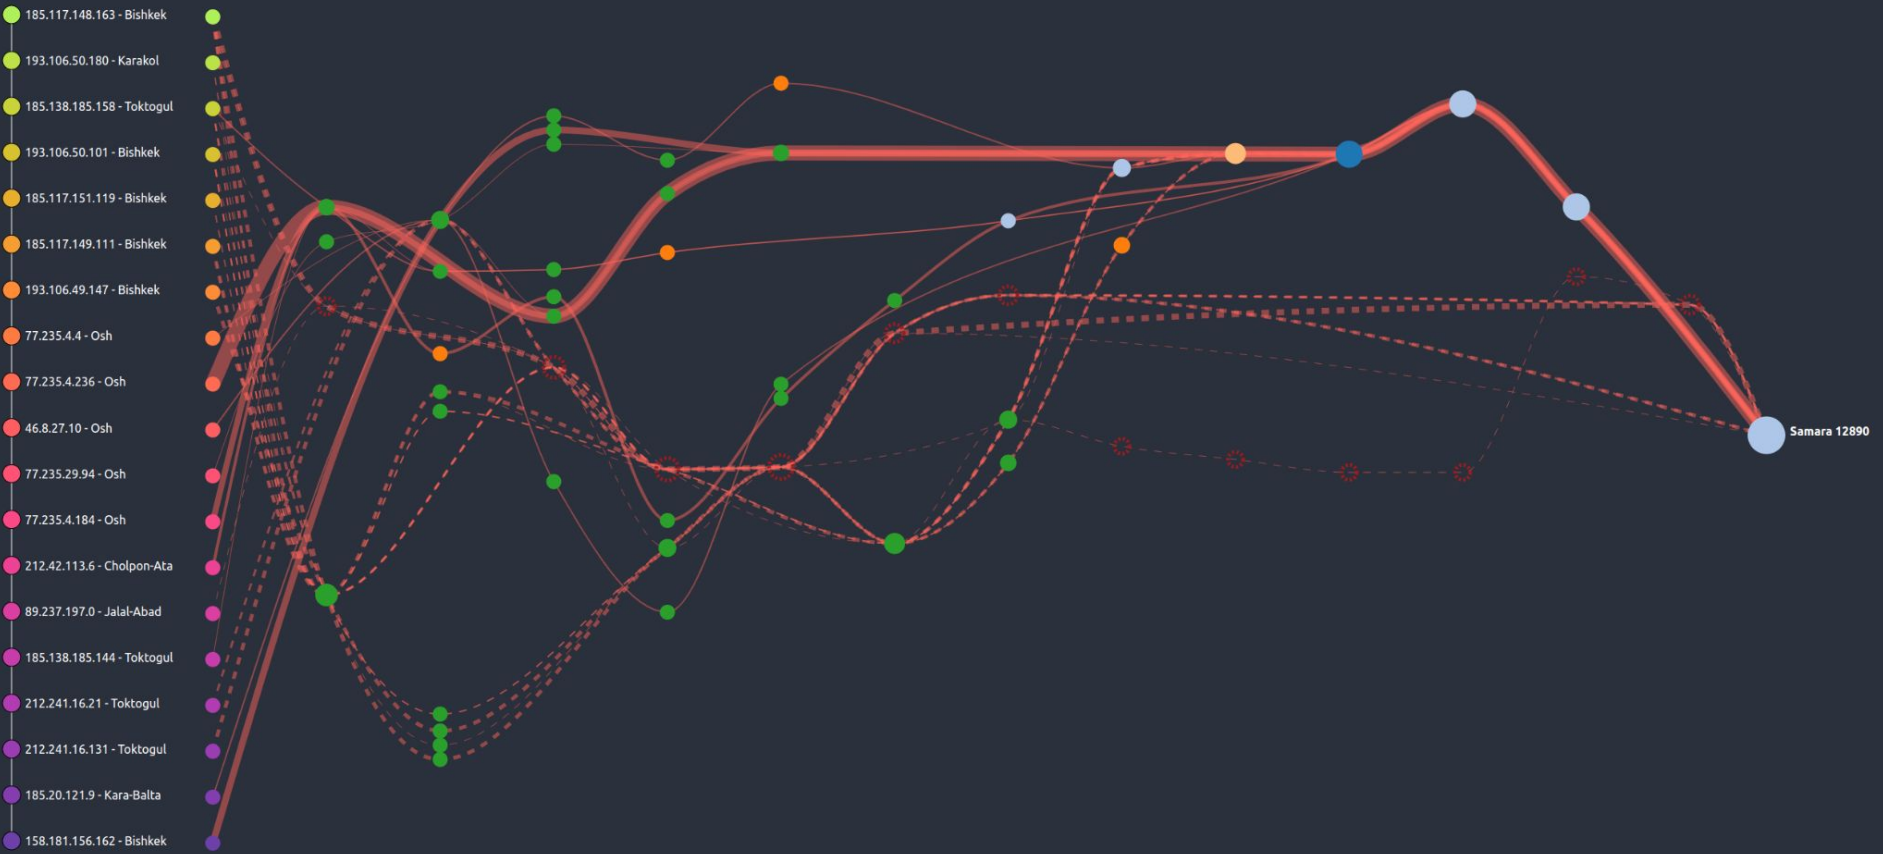 185.117.148.163 - Bishkek
193.106.50.180 - Karakol
185.138.185.158 - Toktogul
193.106.50.101 - Bishkek
185.117.151.119 - Bishkek
185.117.149.111 - Bishkek
193.106.49.147 - Bishkek
77.235.4.4 - Osh
77.235.4.236 - Osh
Samara 12890
46.8.27.10 - Osh
77.235.29.94 - Osh
77.235.4.184 - Osh
212.42.113.6 - Cholpon-Ata
89.237.197.0 - Jalal-Abad
185.138.185.144 - Toktogul
212.241.16.21 - Toktogul
212.241.16.131 - Toktogul
185.20.121.9 - Kara-Balta
158.181.156.162 - Bishkek